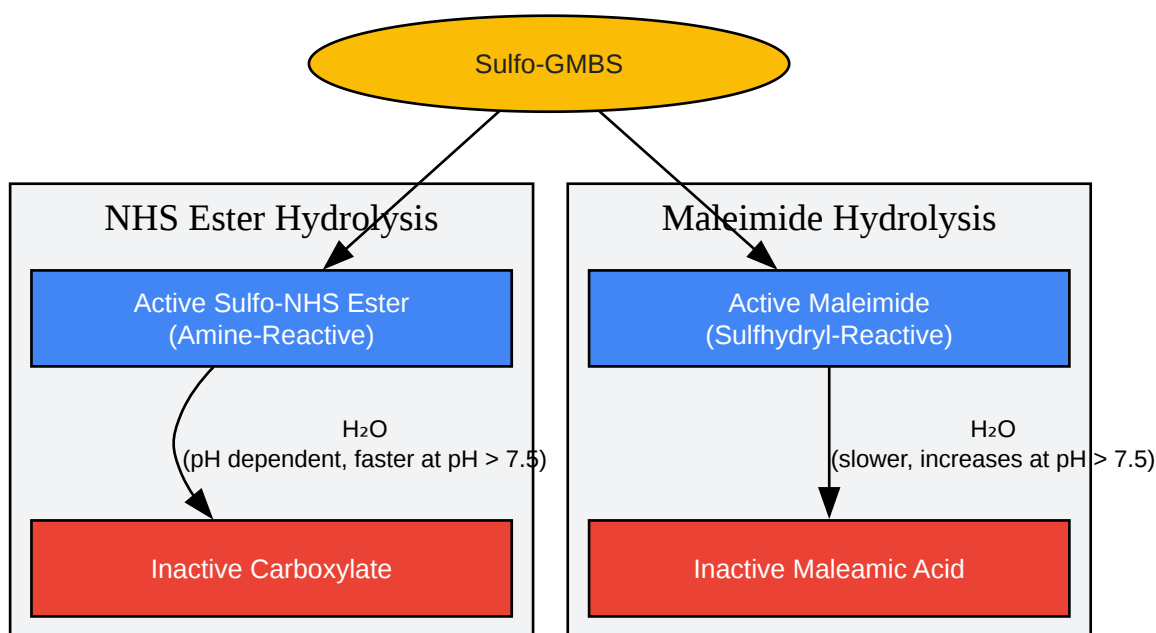 Sulfo-GMBS
NHS Ester Hydrolysis
Active Sulfo-NHS Ester
(Amine-Reactive)
H₂O
(pH dependent, faster at pH > 7.5)
Inactive Carboxylate
Maleimide Hydrolysis
Active Maleimide
(Sulfhydryl-Reactive)
H₂O
(slower, increases at pH > 7.5)
Inactive Maleamic Acid